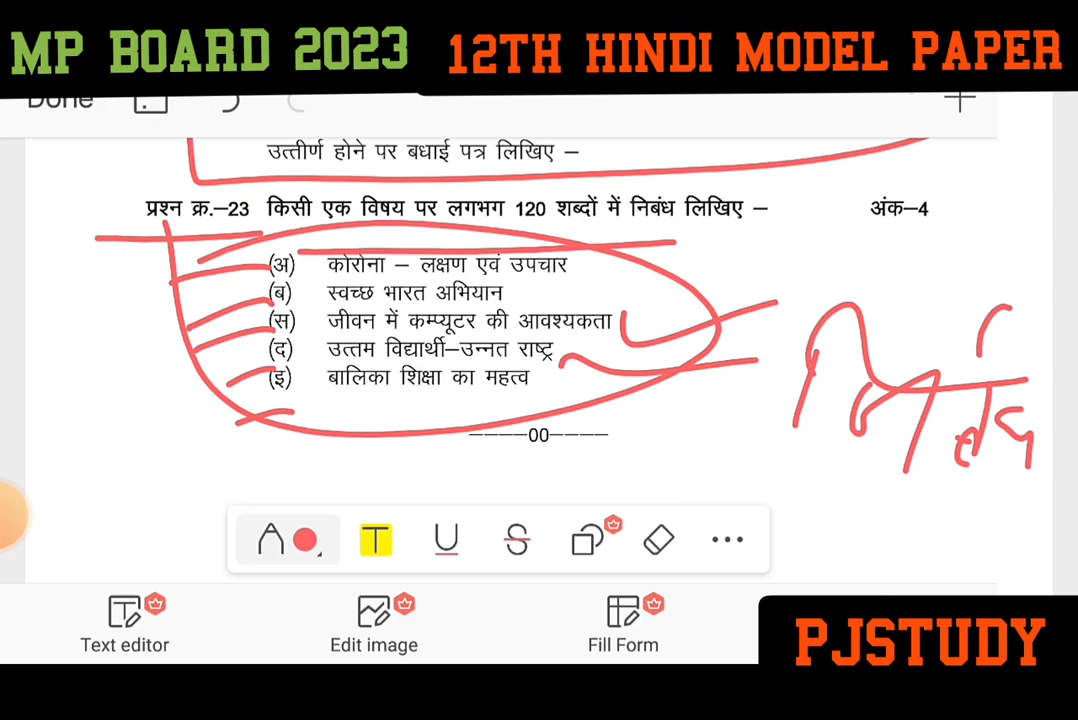 MP BOARD 2023 12TH HINDI MODEL PAPER
Done
उत्तीर्ण होने पर बधाई पत्र लिखिए –
प्रश्न क्र.–23 किसी एक विषय पर लगभग 120 शब्दों में निबंध लिखिए – अंक–4
(अ) कोरोना – लक्षण एवं उपचार
(ब) स्वच्छ भारत अभियान
(स) जीवन में कम्प्यूटर की आवश्यकता
(द) उत्तम विद्यार्थी–उन्नत राष्ट्र
(इ) बालिका शिक्षा का महत्व
————00————
Text editor Edit image Fill Form
PJSTUDY